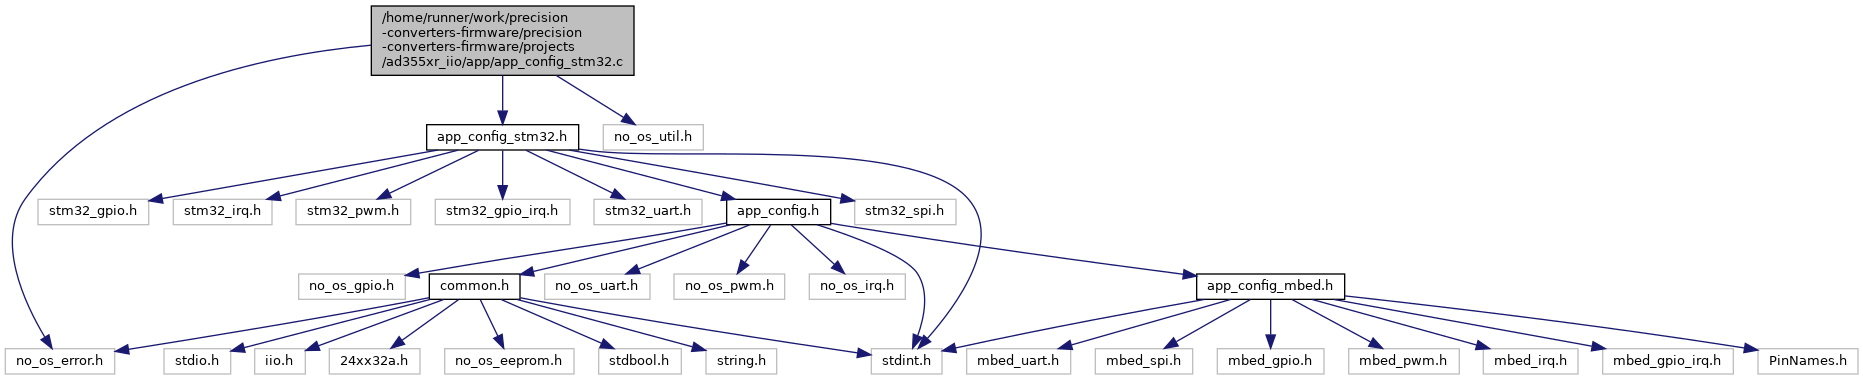 /home/runner/work/precision
-converters-firmware/precision
-converters-firmware/projects
/ad355xr_iio/app/app_config_stm32.c
app_config_stm32.h
no_os_util.h
stm32_gpio.h
stm32_irq.h
stm32_pwm.h
stm32_gpio_irq.h
stm32_uart.h
app_config.h
stm32_spi.h
no_os_gpio.h
common.h
no_os_uart.h
no_os_pwm.h
no_os_irq.h
app_config_mbed.h
no_os_error.h
stdio.h
iio.h
24xx32a.h
no_os_eeprom.h
stdbool.h
string.h
stdint.h
mbed_uart.h
mbed_spi.h
mbed_gpio.h
mbed_pwm.h
mbed_irq.h
mbed_gpio_irq.h
PinNames.h